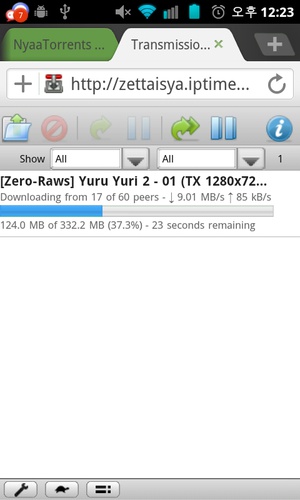 7
오후 12:23
NyaaTorrents ...
Transmissio...
http://zettaisya.iptime...
Show All All 1
[Zero-Raws] Yuru Yuri 2 - 01 (TX 1280x72...
Downloading from 17 of 60 peers - ↓ 9.01 MB/s ↑ 85 kB/s
124.0 MB of 332.2 MB (37.3%) - 23 seconds remaining